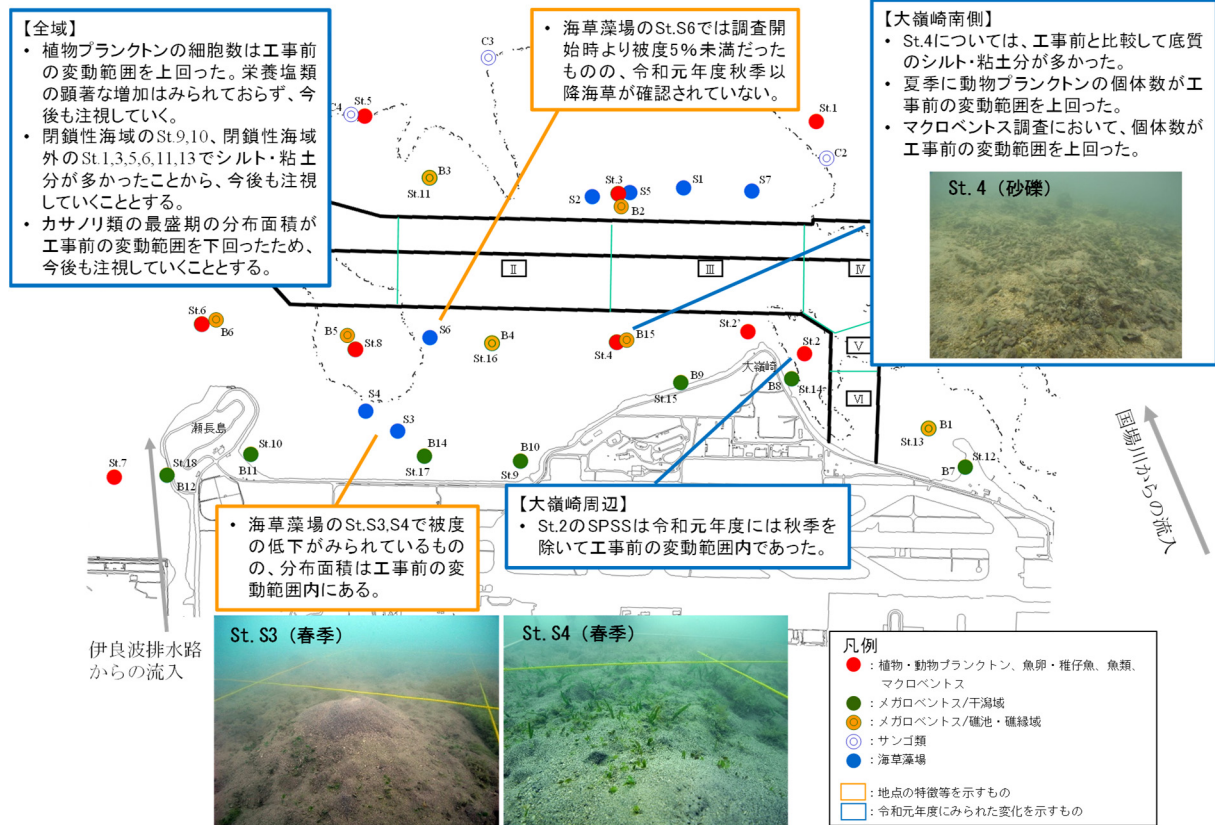 【全域】
• 植物プランクトンの細胞数は工事前
の変動範囲を上回った。栄養塩類
の顕著な増加はみられておらず、今
後も注視していく。
• 閉鎖性海域のSt.9,10、閉鎖性海域
外のSt.1,3,5,6,11,13でシルト・粘土
分が多かったことから、今後も注視
していくこととする。
• カサノリ類の最盛期の分布面積が
工事前の変動範囲を下回ったため、
今後も注視していくこととする。
• 海草藻場のSt.S6では調査開
始時より被度5%未満だった
ものの、令和元年度秋季以
降海草が確認されていない。
【大嶺崎南側】
• St.4については、工事前と比較して底質
のシルト・粘土分が多かった。
• 夏季に動物プランクトンの個体数が工
事前の変動範囲を上回った。
• マクロベントス調査において、個体数が
工事前の変動範囲を上回った。
St.4（砂礫）
C3
C4
St.5
St.1
C2
B3
St.11
St.3
S2
S5
S1
S7
B2
II
III
IV
V
VI
St.6
B6
B5
St.8
S6
B4
St.16
St.4
B15
St.2'
St.2
大嶺崎
B8
St.14
B9
St.15
S4
S3
瀬長島
St.10
B11
St.18
B12
St.7
B14
St.17
B10
St.9
B1
St.13
St.12
B7
国場川からの流入
伊良波排水路
からの流入
• 海草藻場のSt.S3,S4で被度
の低下がみられているもの
の、分布面積は工事前の変
動範囲内にある。
【大嶺崎周辺】
• St.2のSPSSは令和元年度には秋季を
除いて工事前の変動範囲内であった。
St.S3（春季）
St.S4（春季）
凡例
：植物・動物プランクトン、魚卵・稚仔魚、魚類、
マクロベントス
：メガロベントス/干潟域
：メガロベントス/礁池・礁縁域
：サンゴ類
：海草藻場
：地点の特徴等を示すもの
：令和元年度にみられた変化を示すもの